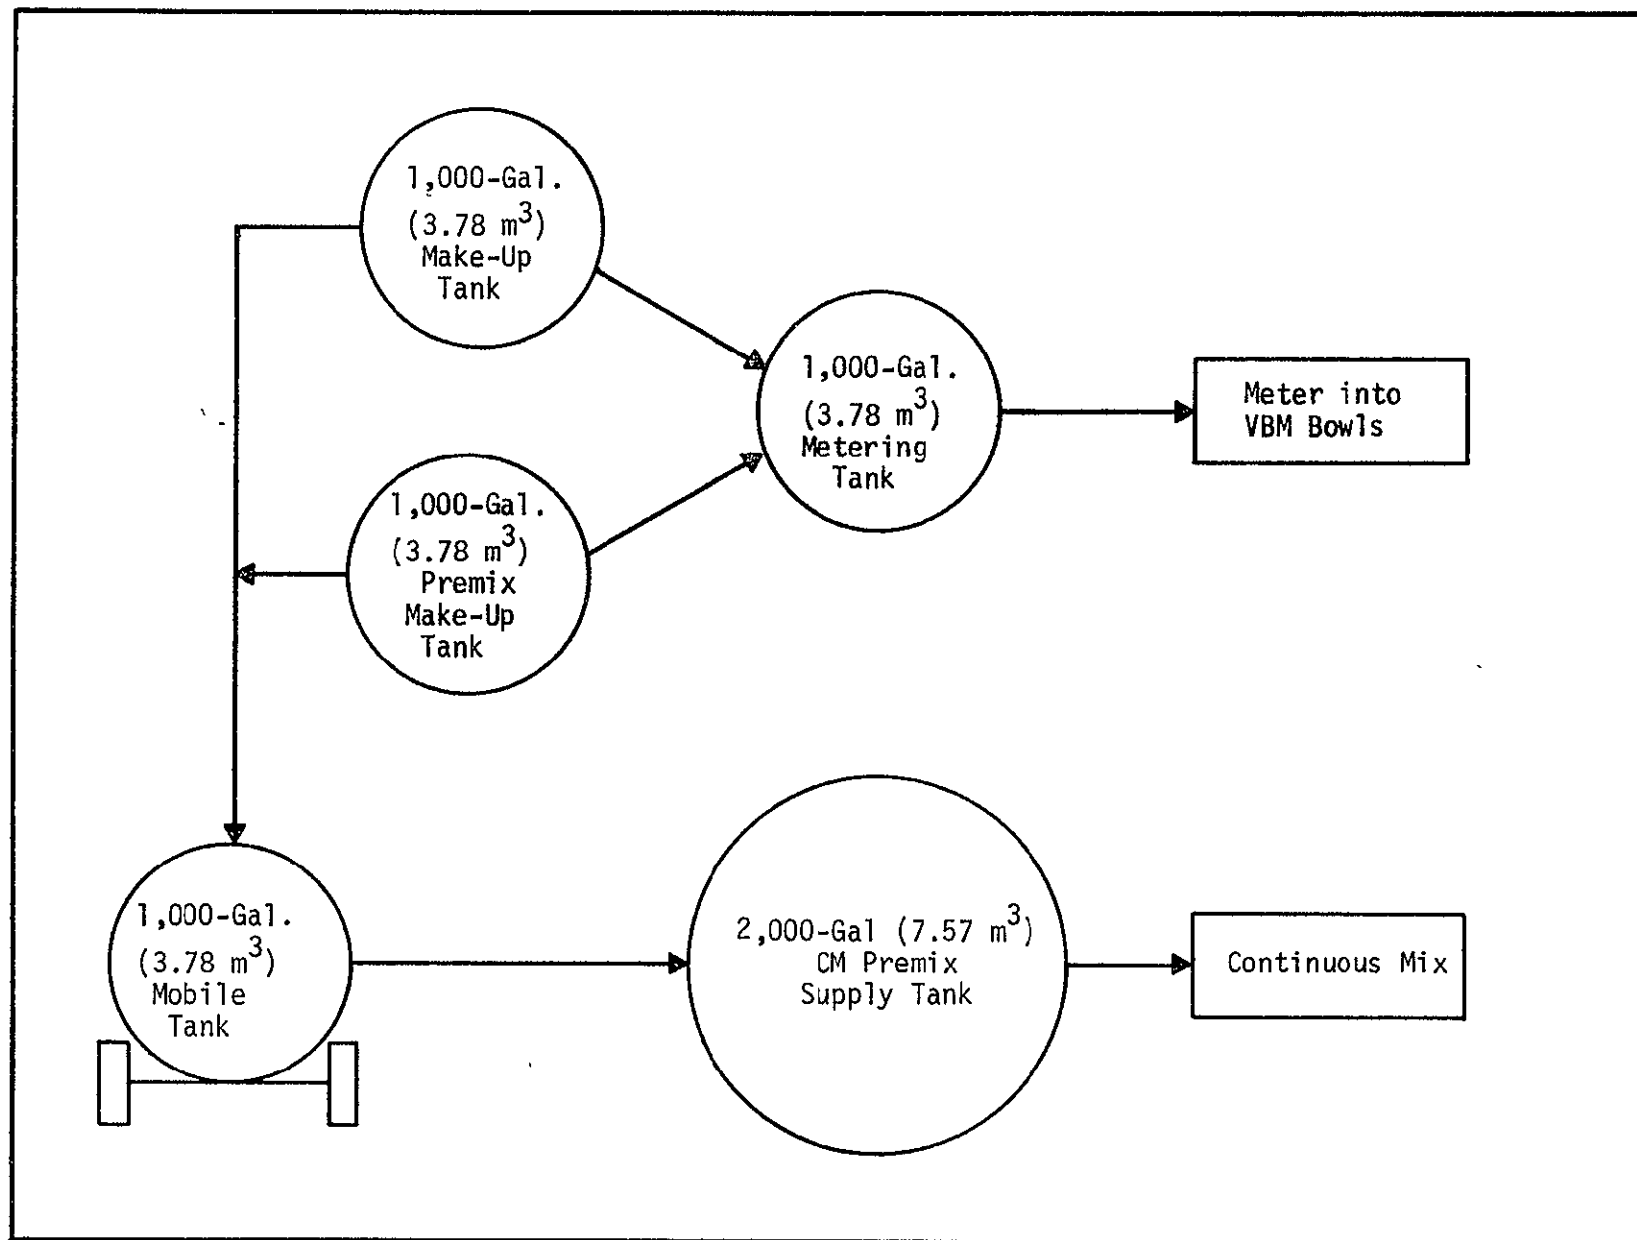 1,000-Gal.
(3.78 m³)
Make-Up
Tank
1,000-Gal.
(3.78 m³)
Metering
Tank
Meter into
VBM Bowls
1,000-Gal.
(3.78 m³)
Premix
Make-Up
Tank
1,000-Gal.
(3.78 m³)
Mobile
Tank
2,000-Gal (7.57 m³)
CM Premix
Supply Tank
Continuous Mix